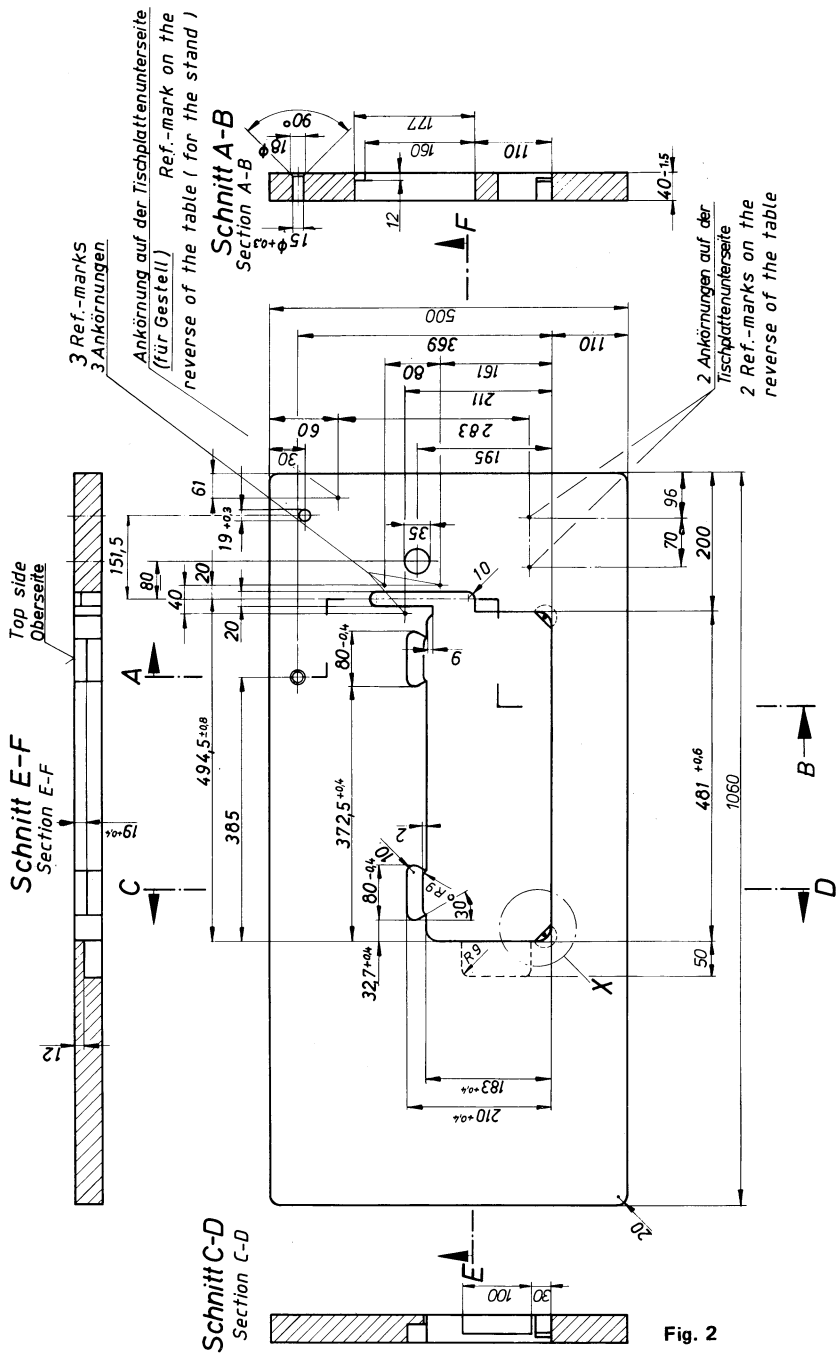 3 Ref.-marks
3 Ankörnungen
Ankörnung auf der Tischplattenunterseite
(für Gestell) Ref.-mark on the
reverse of the table ( for the stand )
Schnitt E-F
Section E-F
Top side
Oberseite
19+0,4
12
C
A
Schnitt A-B
Section A-B
90°
18ϕ
15ϕ+0,3
177
160
12
110
40-1,5
F
500
369
110
80
161
211
60
283
30
195
61
19+0,3
151,5
80
20
40
20
35
10
494,5±0,8
385
372,5+0,4
80-0,4
9
2
80-0,4
10
R9
30°
32,7+0,4
R9
183+0,4
210+0,4
96
70
200
481+0,6
1060
50
X
20
B
D
2 Ankörnungen auf der
Tischplattenunterseite
2 Ref.-marks on the
reverse of the table
Schnitt C-D
Section C-D
E
100
30
Fig. 2